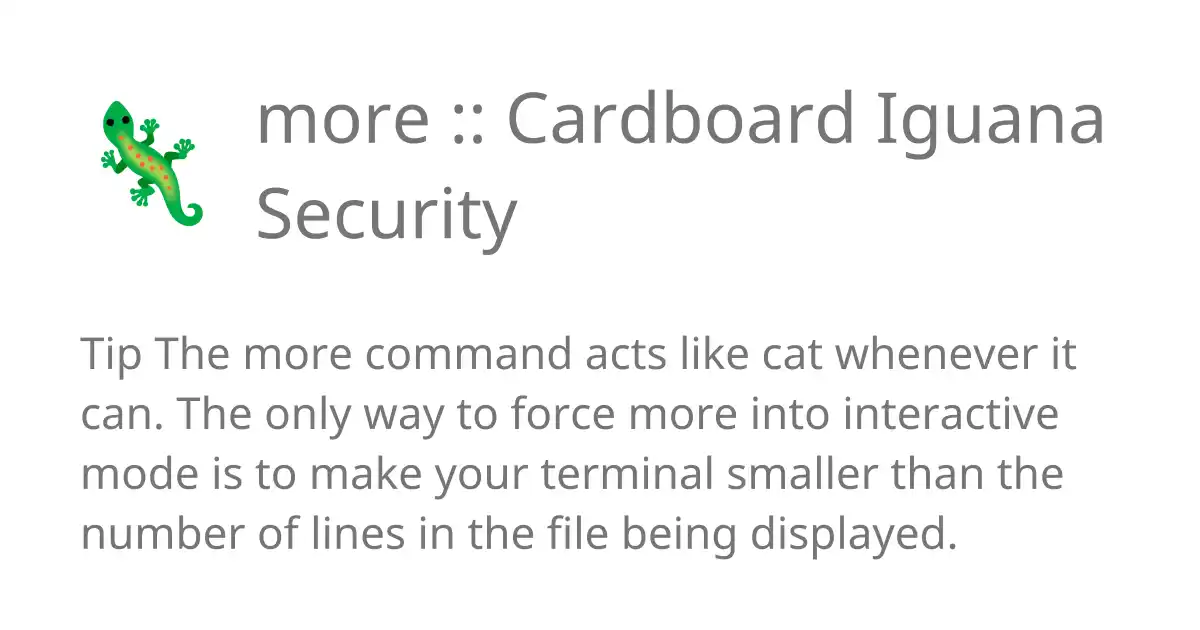 more :: Cardboard Iguana
Security
Tip The more command acts like cat whenever it
can. The only way to force more into interactive
mode is to make your terminal smaller than the
number of lines in the file being displayed.